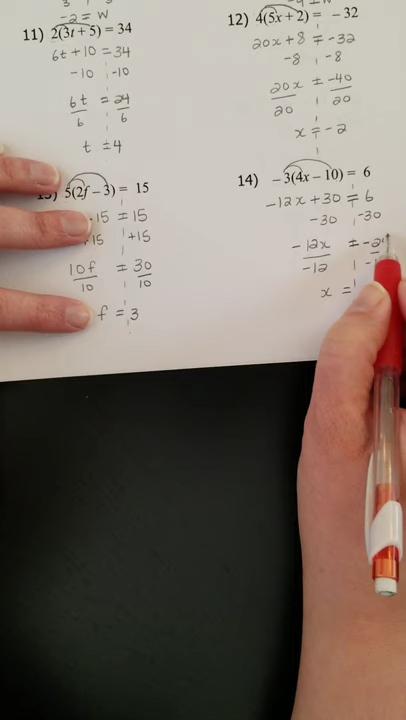 -2 = w
11) 2(3t + 5) = 34
6t + 10 = 34
-10 -10
6t = 24
6 6
t = 4
12) 4(5x + 2) = - 32
20x + 8 = -32
-8 -8
20x = -40
20 20
x = -2
5(2f - 3) = 15
-15 = 15
+15 +15
10f = 30
10 10
f = 3
14) - 3(4x - 10) = 6
-12x + 30 = 6
-30 -30
-12x = -2
-12
x =